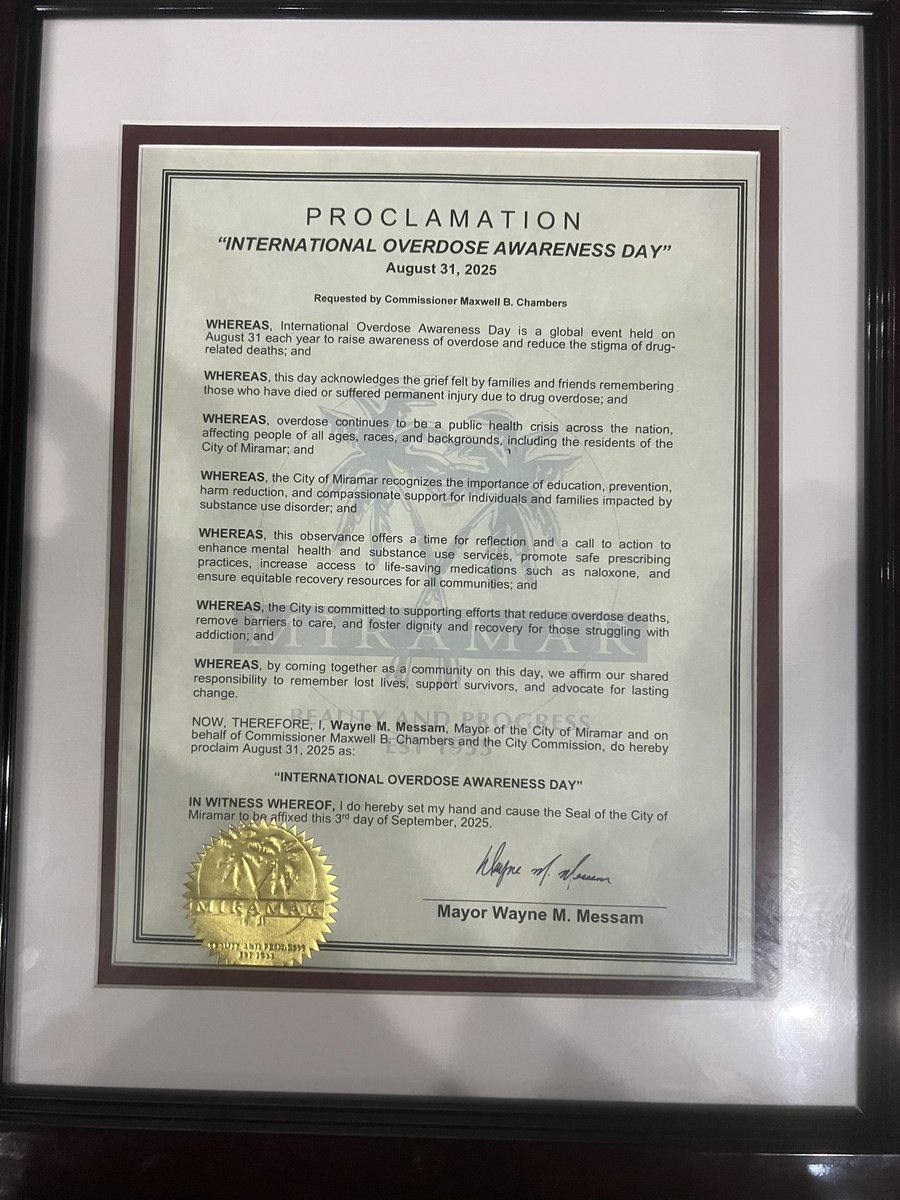 PROCLAMATION
“INTERNATIONAL OVERDOSE AWARENESS DAY”
August 31, 2025
Requested by Commissioner Maxwell B. Chambers
WHEREAS, International Overdose Awareness Day is a global event held on
August 31 each year to raise awareness of overdose and reduce the stigma of drug-
related deaths; and
WHEREAS, this day acknowledges the grief felt by families and friends remembering
those who have died or suffered permanent injury due to drug overdose; and
WHEREAS, overdose continues to be a public health crisis across the nation,
affecting people of all ages, races, and backgrounds, including the residents of the
City of Miramar; and
WHEREAS, the City of Miramar recognizes the importance of education, prevention,
harm reduction, and compassionate support for individuals and families impacted by
substance use disorder; and
WHEREAS, this observance offers a time for reflection and a call to action to
enhance mental health and substance use services, promote safe prescribing
practices, increase access to life-saving medications such as naloxone, and
ensure equitable recovery resources for all communities; and
WHEREAS, the City is committed to supporting efforts that reduce overdose deaths,
remove barriers to care, and foster dignity and recovery for those struggling with
addiction; and
MIRAMAR
WHEREAS, by coming together as a community on this day, we affirm our shared
responsibility to remember lost lives, support survivors, and advocate for lasting
change.
BEAUTY AND PROGRESS
NOW, THEREFORE, I, Wayne M. Messam, Mayor of the City of Miramar and on
behalf of Commissioner Maxwell B. Chambers and the City Commission, do hereby
proclaim August 31, 2025 as:
EST 1955
“INTERNATIONAL OVERDOSE AWARENESS DAY”
IN WITNESS WHEREOF, I do hereby set my hand and cause the Seal of the City of
Miramar to be affixed this 3rd day of September, 2025.
MIRAMAR
BEAUTY AND PROGRESS
EST 1955
Wayne M. Messam
Mayor Wayne M. Messam